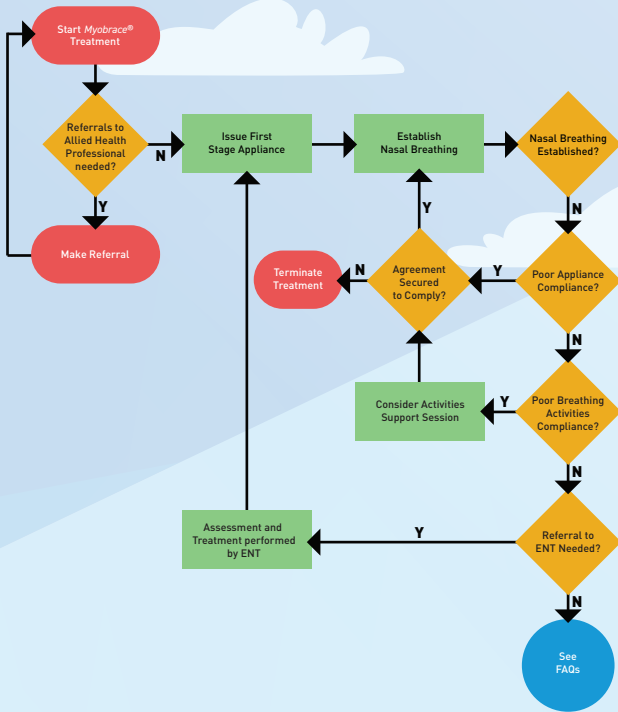 Start Myobrace®
Treatment
Referrals to
Allied Health
Professional
needed?
N
Issue First
Stage Appliance
Establish
Nasal Breathing
Nasal Breathing
Established?
Y
N
Make Referral
Y
Terminate
Treatment
N
Agreement
Secured
to Comply?
Y
Poor Appliance
Compliance?
N
Consider Activities
Support Session
Y
Poor Breathing
Activities
Compliance?
N
Assessment and
Treatment performed
by ENT
Y
Referral to
ENT Needed?
N
See
FAQs